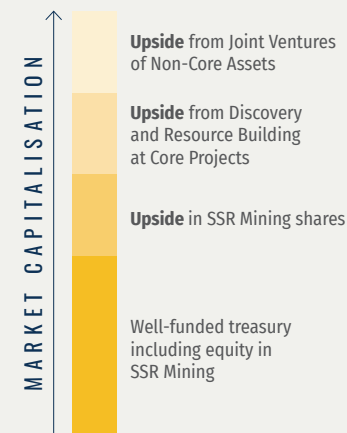 MARKET CAPITALISATION
Upside from Joint Ventures
of Non-Core Assets
Upside from Discovery
and Resource Building
at Core Projects
Upside in SSR Mining shares
Well-funded treasury
including equity in
SSR Mining